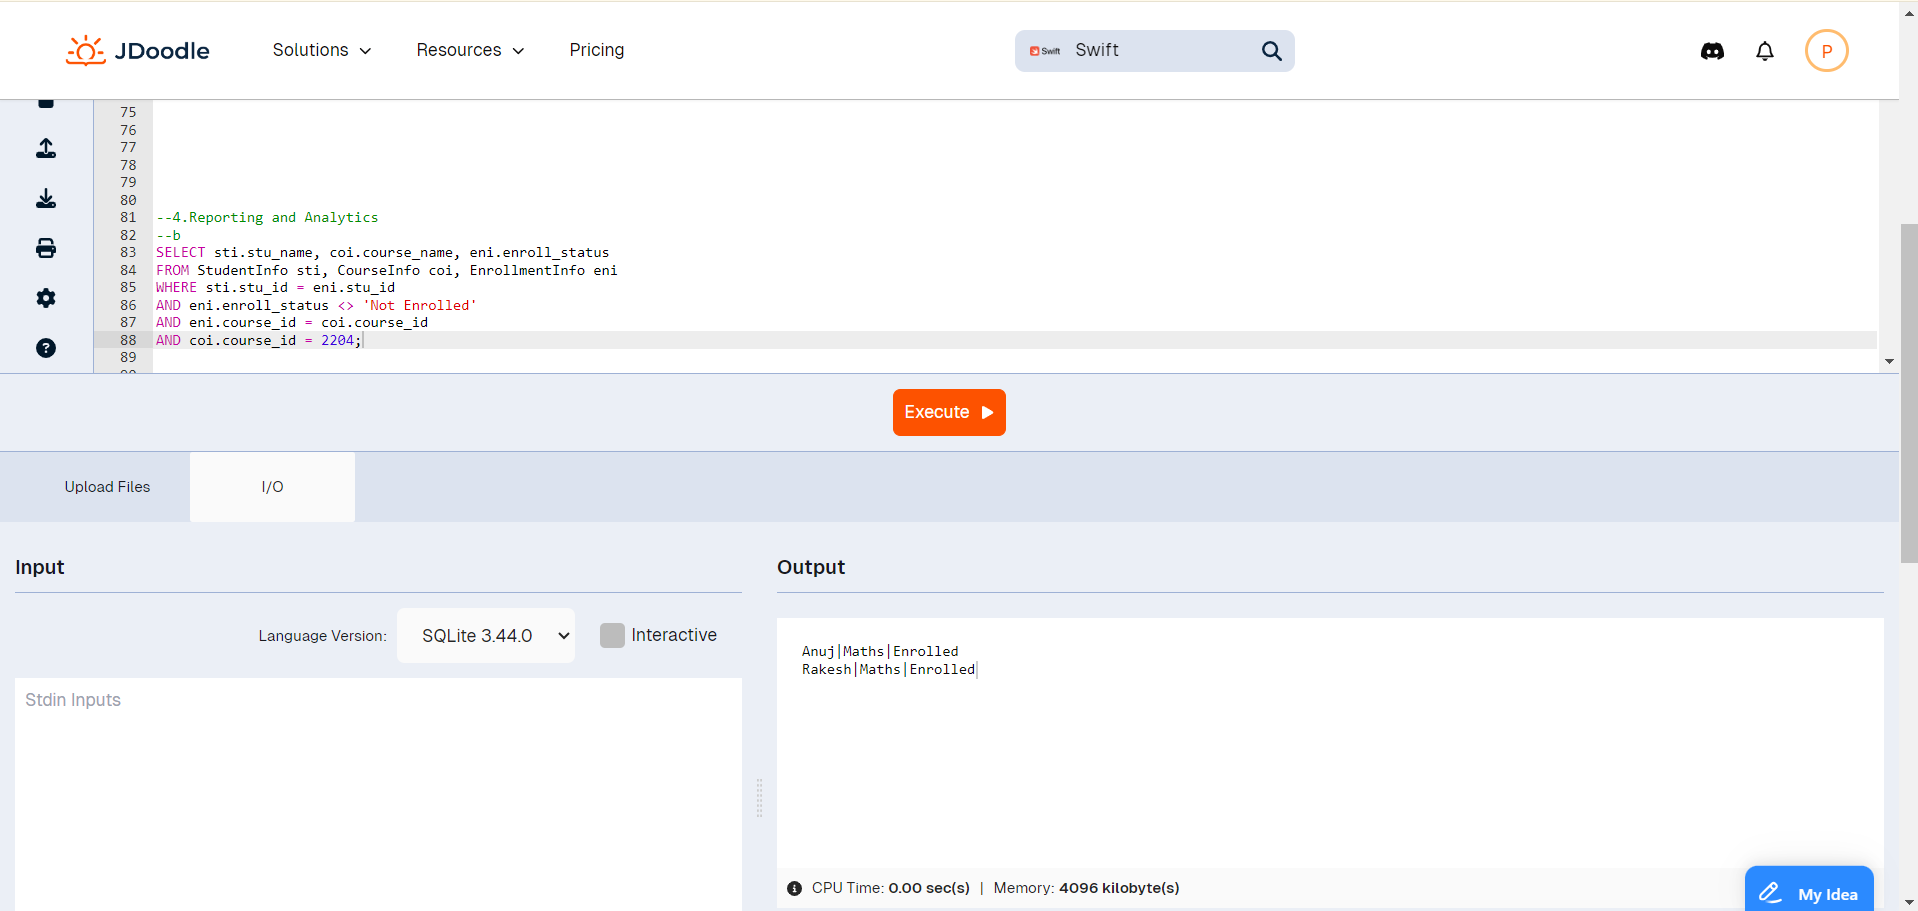 JDoodle
Solutions
Resources
Pricing
Swift Swift
P
75
76
77
78
79
80
81 --4.Reporting and Analytics
82 --b
83 SELECT sti.stu_name, coi.course_name, eni.enroll_status
84 FROM StudentInfo sti, CourseInfo coi, EnrollmentInfo eni
85 WHERE sti.stu_id = eni.stu_id
86 AND eni.enroll_status <> 'Not Enrolled'
87 AND eni.course_id = coi.course_id
88 AND coi.course_id = 2204;
89
Execute
Upload Files
I/O
Input
Language Version: SQLite 3.44.0 Interactive
Stdin Inputs
Output
Anuj|Maths|Enrolled
Rakesh|Maths|Enrolled
CPU Time: 0.00 sec(s) | Memory: 4096 kilobyte(s)
My Idea